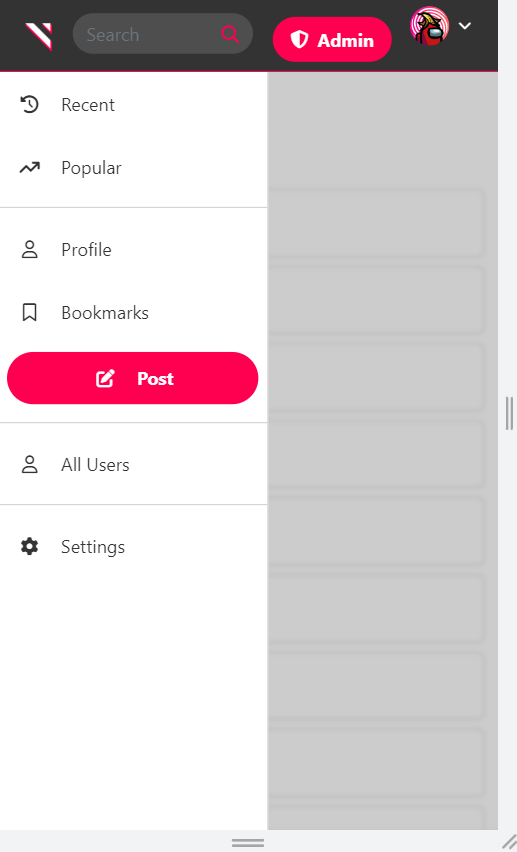 Search
Admin
Recent
Popular
Profile
Bookmarks
Post
All Users
Settings